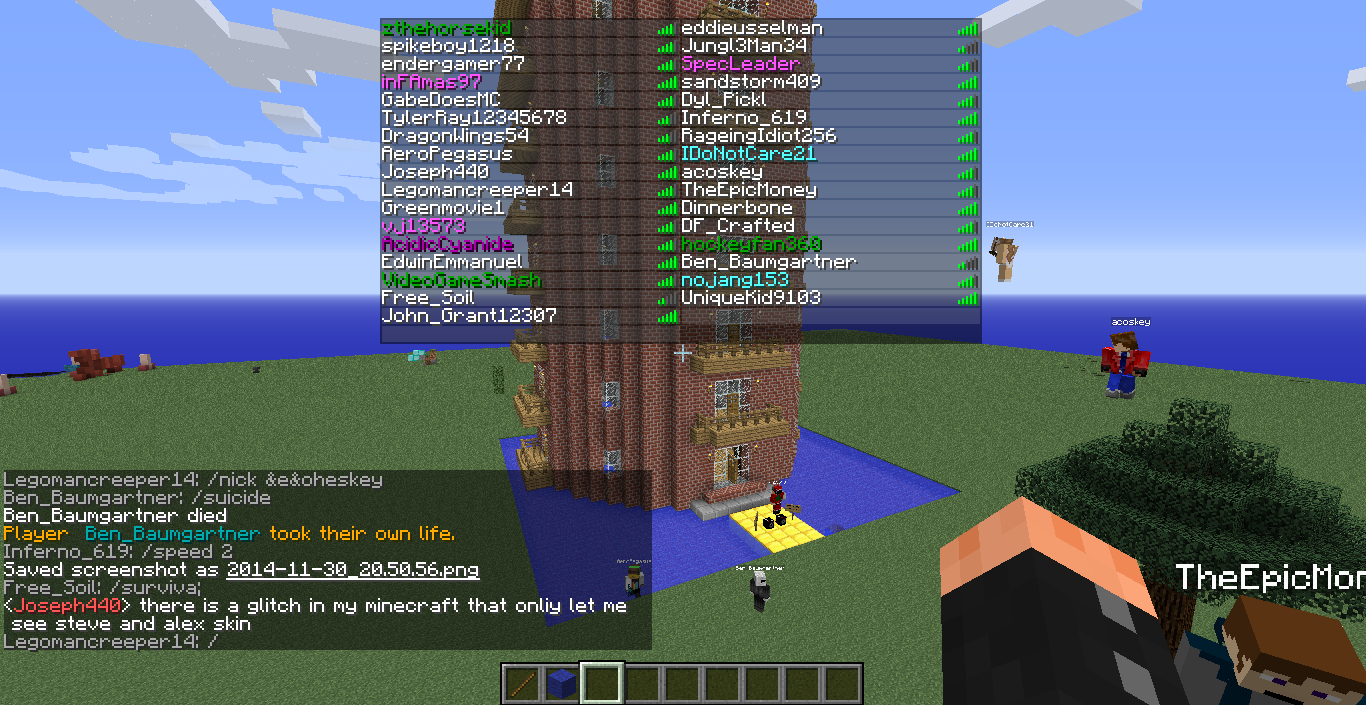 zthehorsekid
spikeboy1218
endergamer77
inFAmas97
GabeDoesMC
TylerRay12345678
DragonWings54
AeroPegasus
Joseph440
Legomancreeper14
Greenmovie1
vj13573
AcidicCyanide
EdwinEmmanuel
VideoGameSmash
Free_Soil
John_Grant12307
eddieusselman
Jungl3Man34
SpecLeader
sandstorm409
Dyl_Pickl
Inferno_619
RageingIdiot256
IDoNotCare21
acoskey
TheEpicMoney
Dinnerbone
DF_Crafted
hockeyfan360
Ben_Baumgartner
nojang153
UniqueKid9103
IDoNotCare21
acoskey
AeroPegasus
Ben_Baumgartner
TheEpicMon
Legomancreeper14: /nick &e&oheskey
Ben_Baumgartner: /suicide
Ben_Baumgartner died
Player Ben_Baumgartner took their own life.
Inferno_619: /speed 2
Saved screenshot as 2014-11-30_20.50.56.png
Free_Soil: /surviva;
<Joseph440> there is a glitch in my minecraft that onliy let me
see steve and alex skin
Legomancreeper14: /